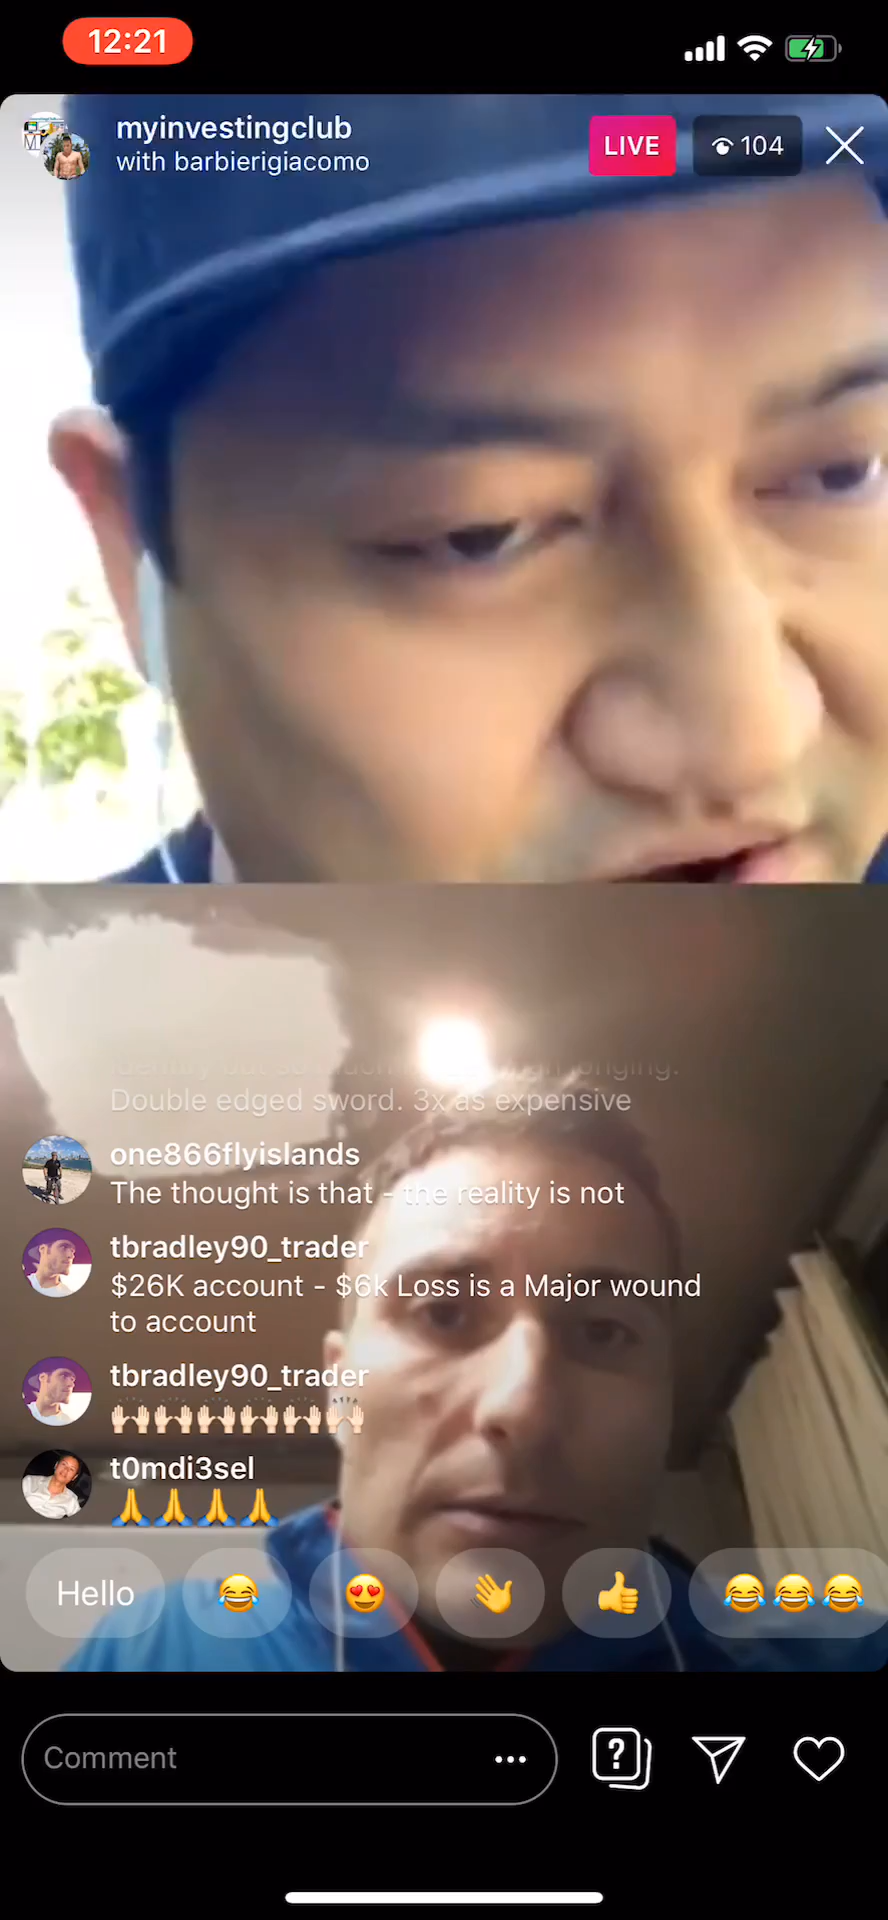 12:21
myinvestingclub
with barbierigiacomo
LIVE
104
Double edged sword. 3x as expensive
one866flyislands
The thought is that - the reality is not
tbradley90_trader
$26K account - $6k Loss is a Major wound
to account
tbradley90_trader
🙌🏻🙌🏻🙌🏻🙌🏻🙌🏻🙌🏻
t0mdi3sel
🙏🙏🙏🙏
Hello 😂 😍 👋 👍 😂😂😂
Comment